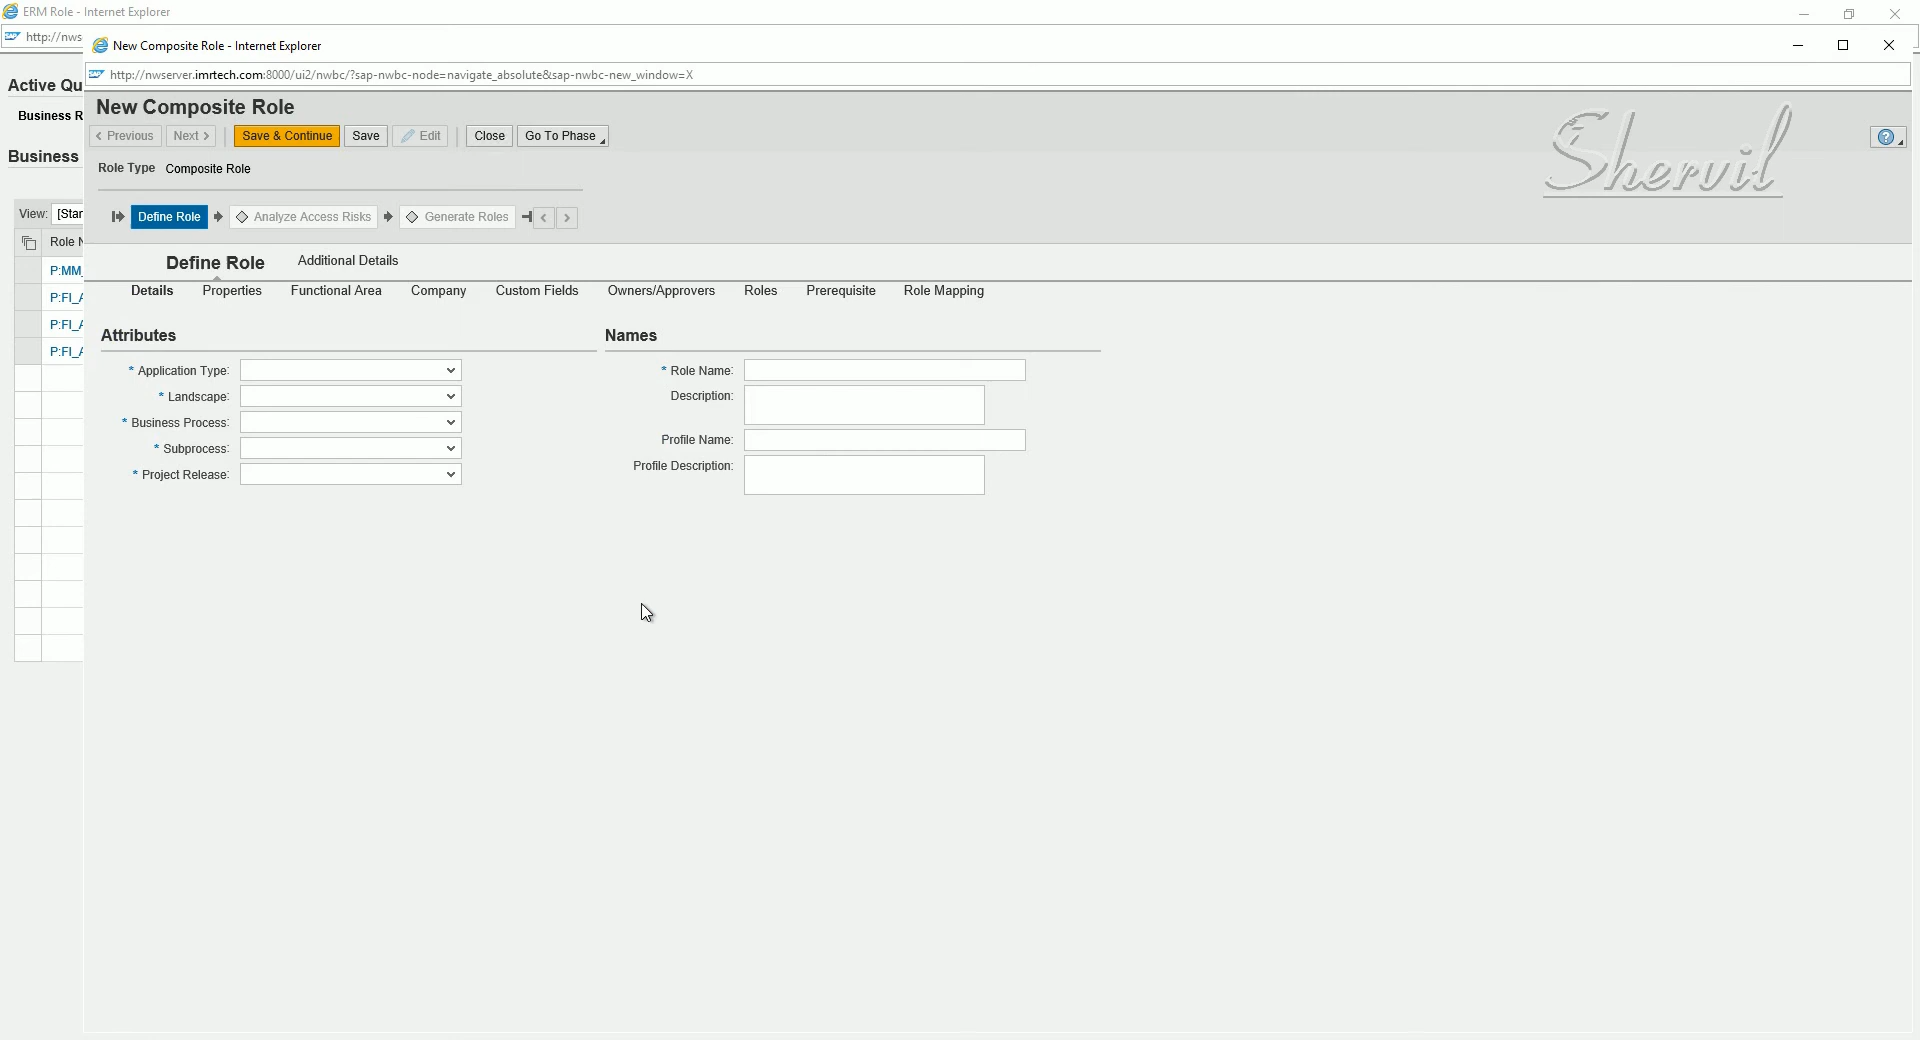 ERM Role - Internet Explorer
http://nws
New Composite Role - Internet Explorer
http://nwserver.imrtech.com:8000/ui2/nwbc/?sap-nwbc-node=navigate_absolute&sap-nwbc-new_window=X
Active Qu
Business R
Business
View: [Star
Role N
P:MM_
P:FI_A
P:FI_A
P:FI_A
New Composite Role
Previous Next Save & Continue Save Edit Close Go To Phase
Role Type Composite Role
Shervil
Define Role Analyze Access Risks Generate Roles
Define Role Additional Details
Details Properties Functional Area Company Custom Fields Owners/Approvers Roles Prerequisite Role Mapping
Attributes
* Application Type:
* Landscape:
* Business Process:
* Subprocess:
* Project Release:
Names
* Role Name:
Description:
Profile Name:
Profile Description: